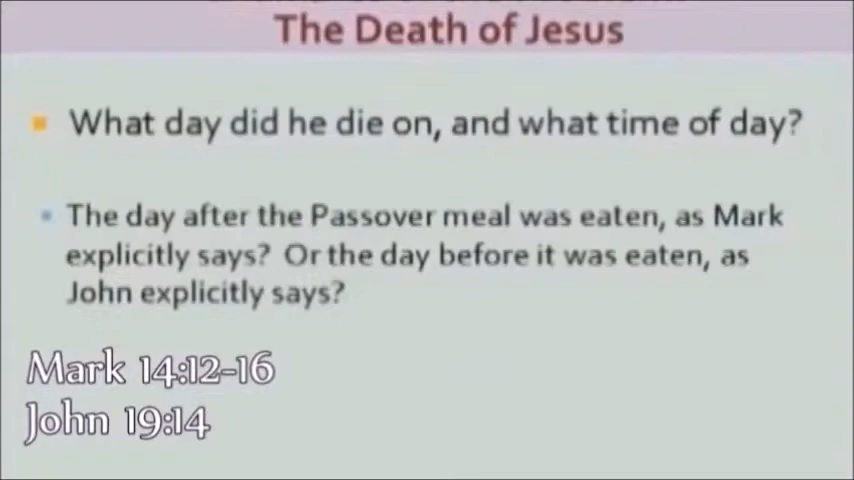 The Death of Jesus
What day did he die on, and what time of day?
The day after the Passover meal was eaten, as Mark
explicitly says? Or the day before it was eaten, as
John explicitly says?
Mark 14:12-16
John 19:14